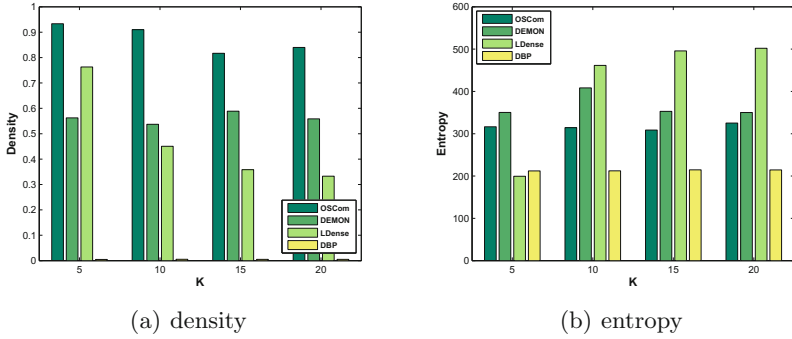 1
0.9
0.8
0.7
0.6
0.5
0.4
0.3
0.2
0.1
0
Density
5 10 15 20
K
OSCom
DEMON
LDense
DBP
(a) density
600
500
400
300
200
100
0
Entropy
5 10 15 20
K
OSCom
DEMON
LDense
DBP
(b) entropy